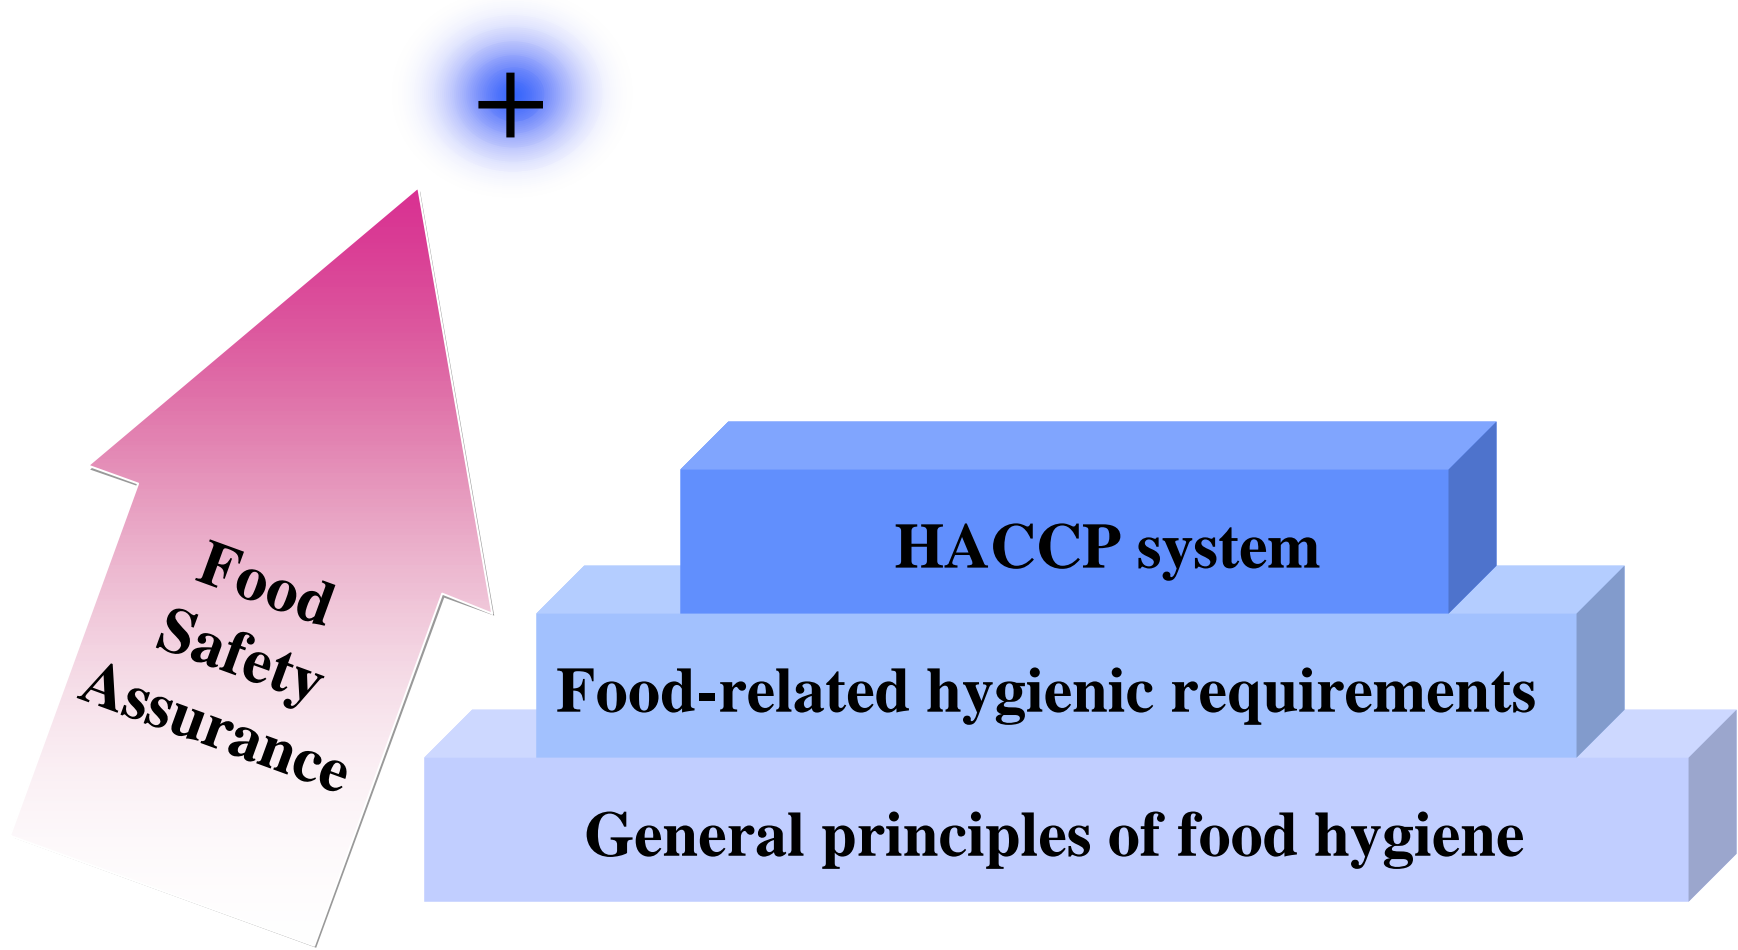 +
Food
Safety
Assurance
HACCP system
Food-related hygienic requirements
General principles of food hygiene